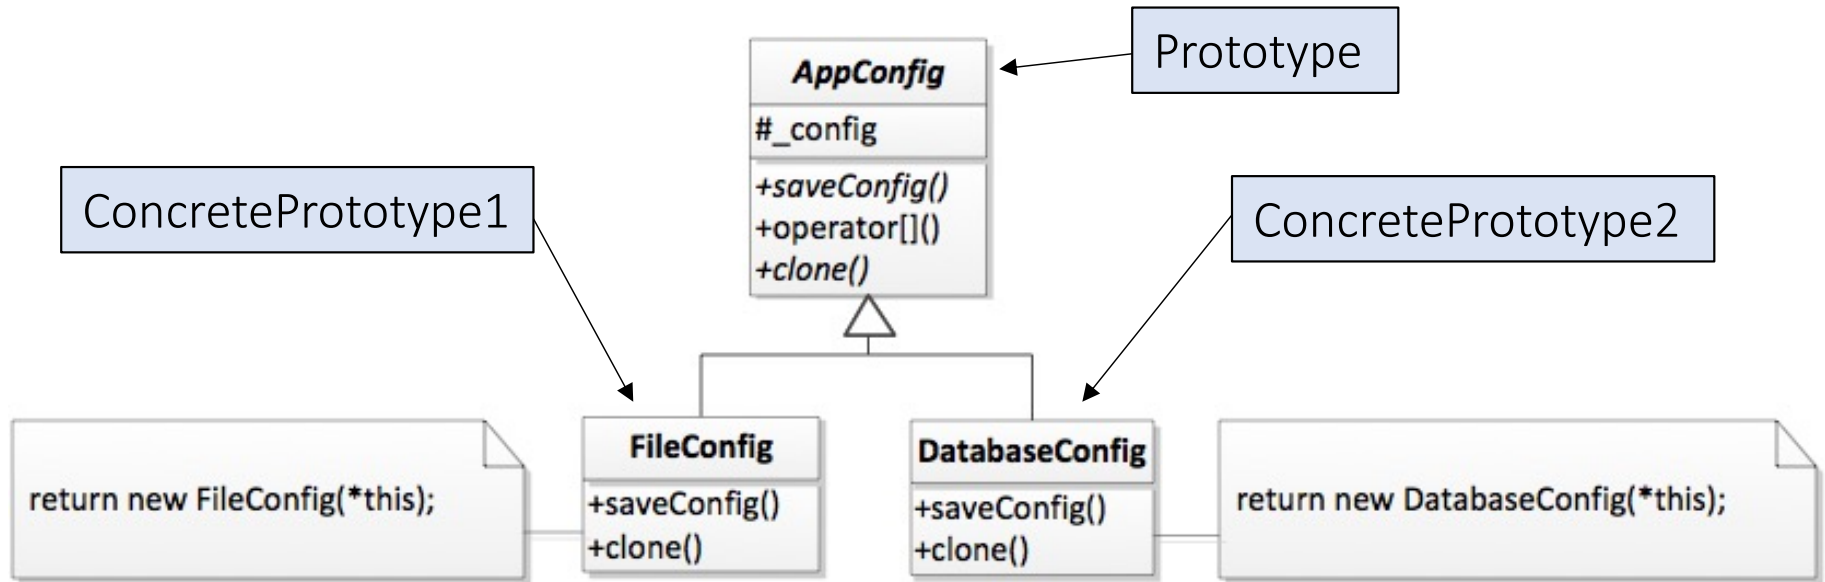 Prototype
AppConfig
#_config
+saveConfig()
+operator[]()
+clone()
ConcretePrototype1
ConcretePrototype2
FileConfig
+saveConfig()
+clone()
return new FileConfig(*this);
DatabaseConfig
+saveConfig()
+clone()
return new DatabaseConfig(*this);